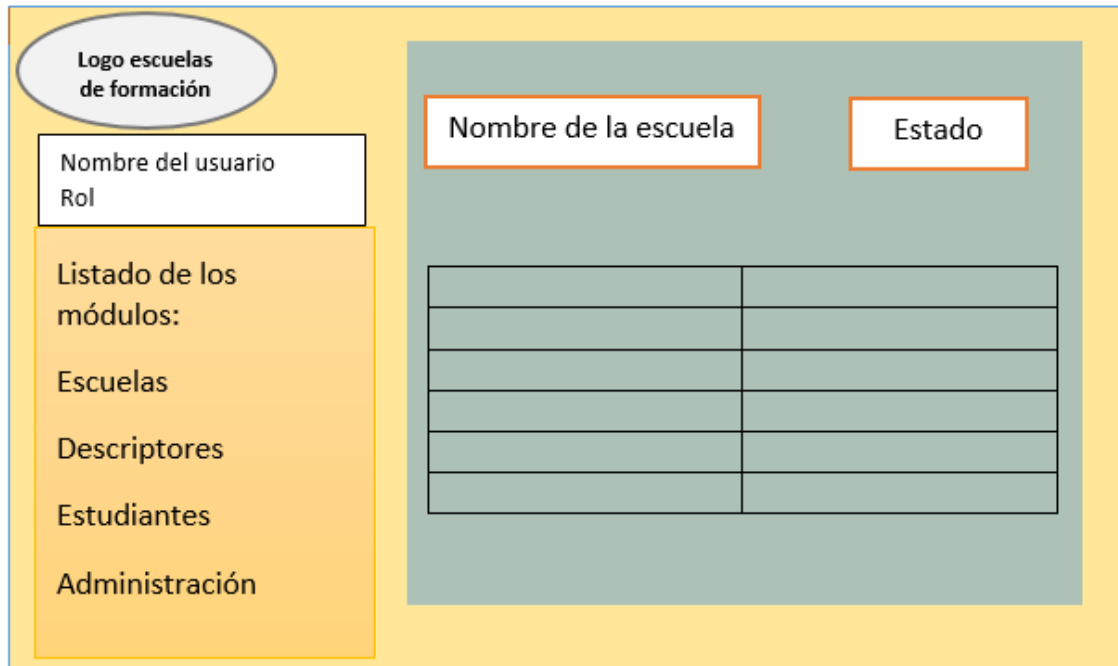 Logo escuelas
de formación
Nombre del usuario
Rol
Listado de los
módulos:
Escuelas
Descriptores
Estudiantes
Administración
Nombre de la escuela
Estado